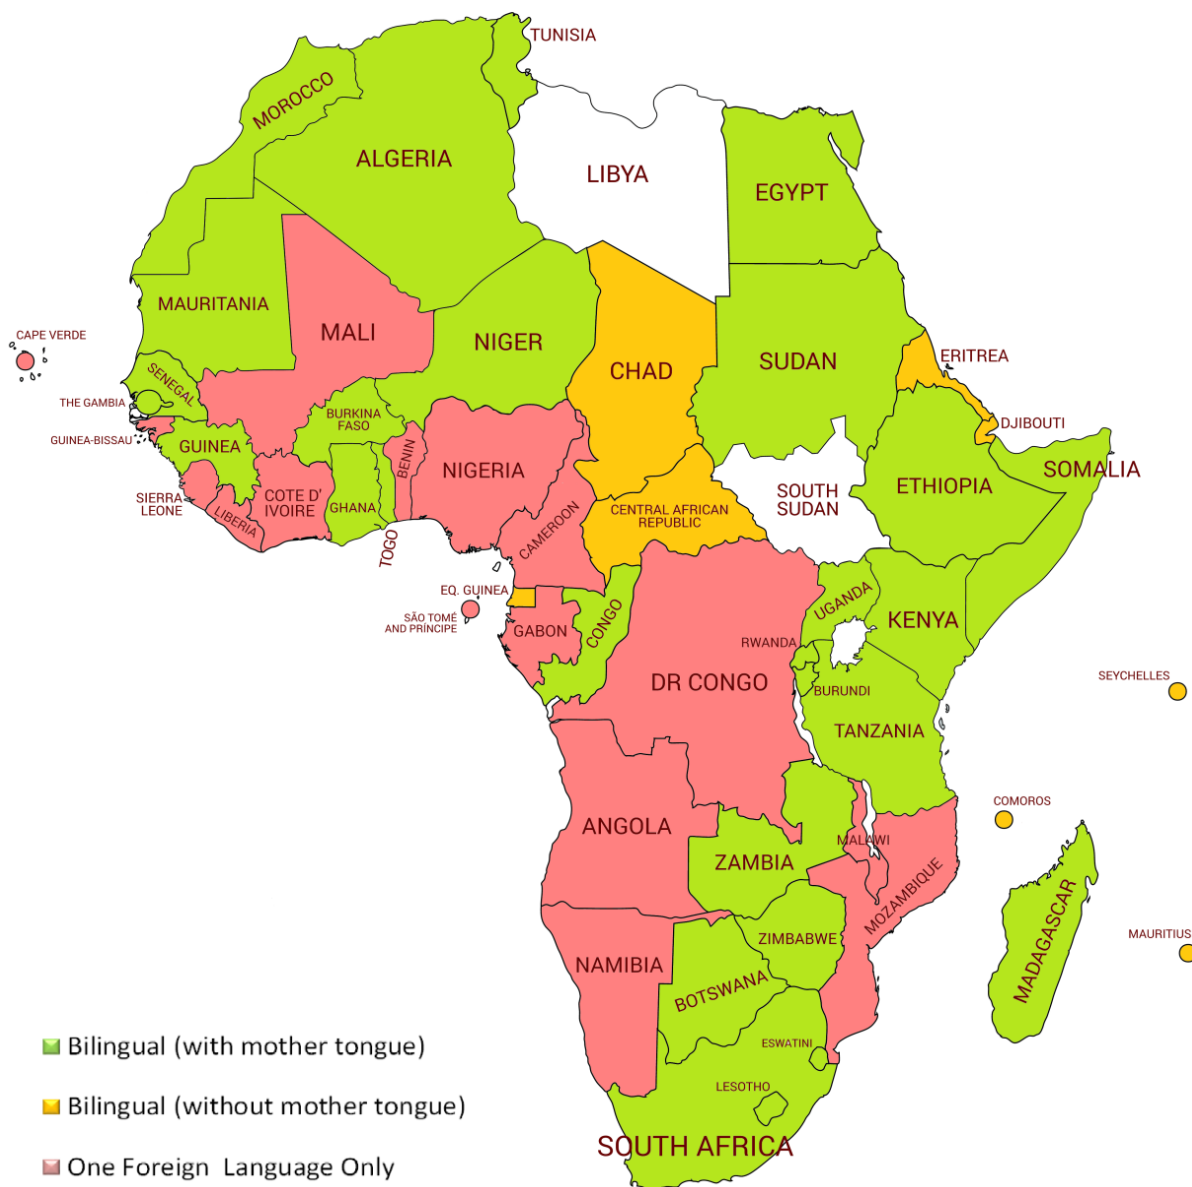 TUNISIA
MOROCCO
ALGERIA
LIBYA
EGYPT
MAURITANIA
MALI
NIGER
CHAD
SUDAN
ERITREA
CAPE VERDE
SENEGAL
THE GAMBIA
BURKINA
FASO
DJIBOUTI
GUINEA-BISSAU
GUINEA
BENIN
NIGERIA
SOMALIA
ETHIOPIA
SIERRA
LEONE
LIBERIA
COTE D'
IVOIRE
GHANA
TOGO
CAMEROON
CENTRAL AFRICAN
REPUBLIC
SOUTH
SUDAN
EQ. GUINEA
SÃO TOMÉ
AND PRÍNCIPE
GABON
CONGO
UGANDA
KENYA
RWANDA
DR CONGO
BURUNDI
SEYCHELLES
TANZANIA
COMOROS
ANGOLA
ZAMBIA
MALAWI
MOZAMBIQUE
MADAGASCAR
MAURITIUS
NAMIBIA
ZIMBABWE
BOTSWANA
ESWATINI
LESOTHO
SOUTH AFRICA
Bilingual (with mother tongue)
Bilingual (without mother tongue)
One Foreign Language Only